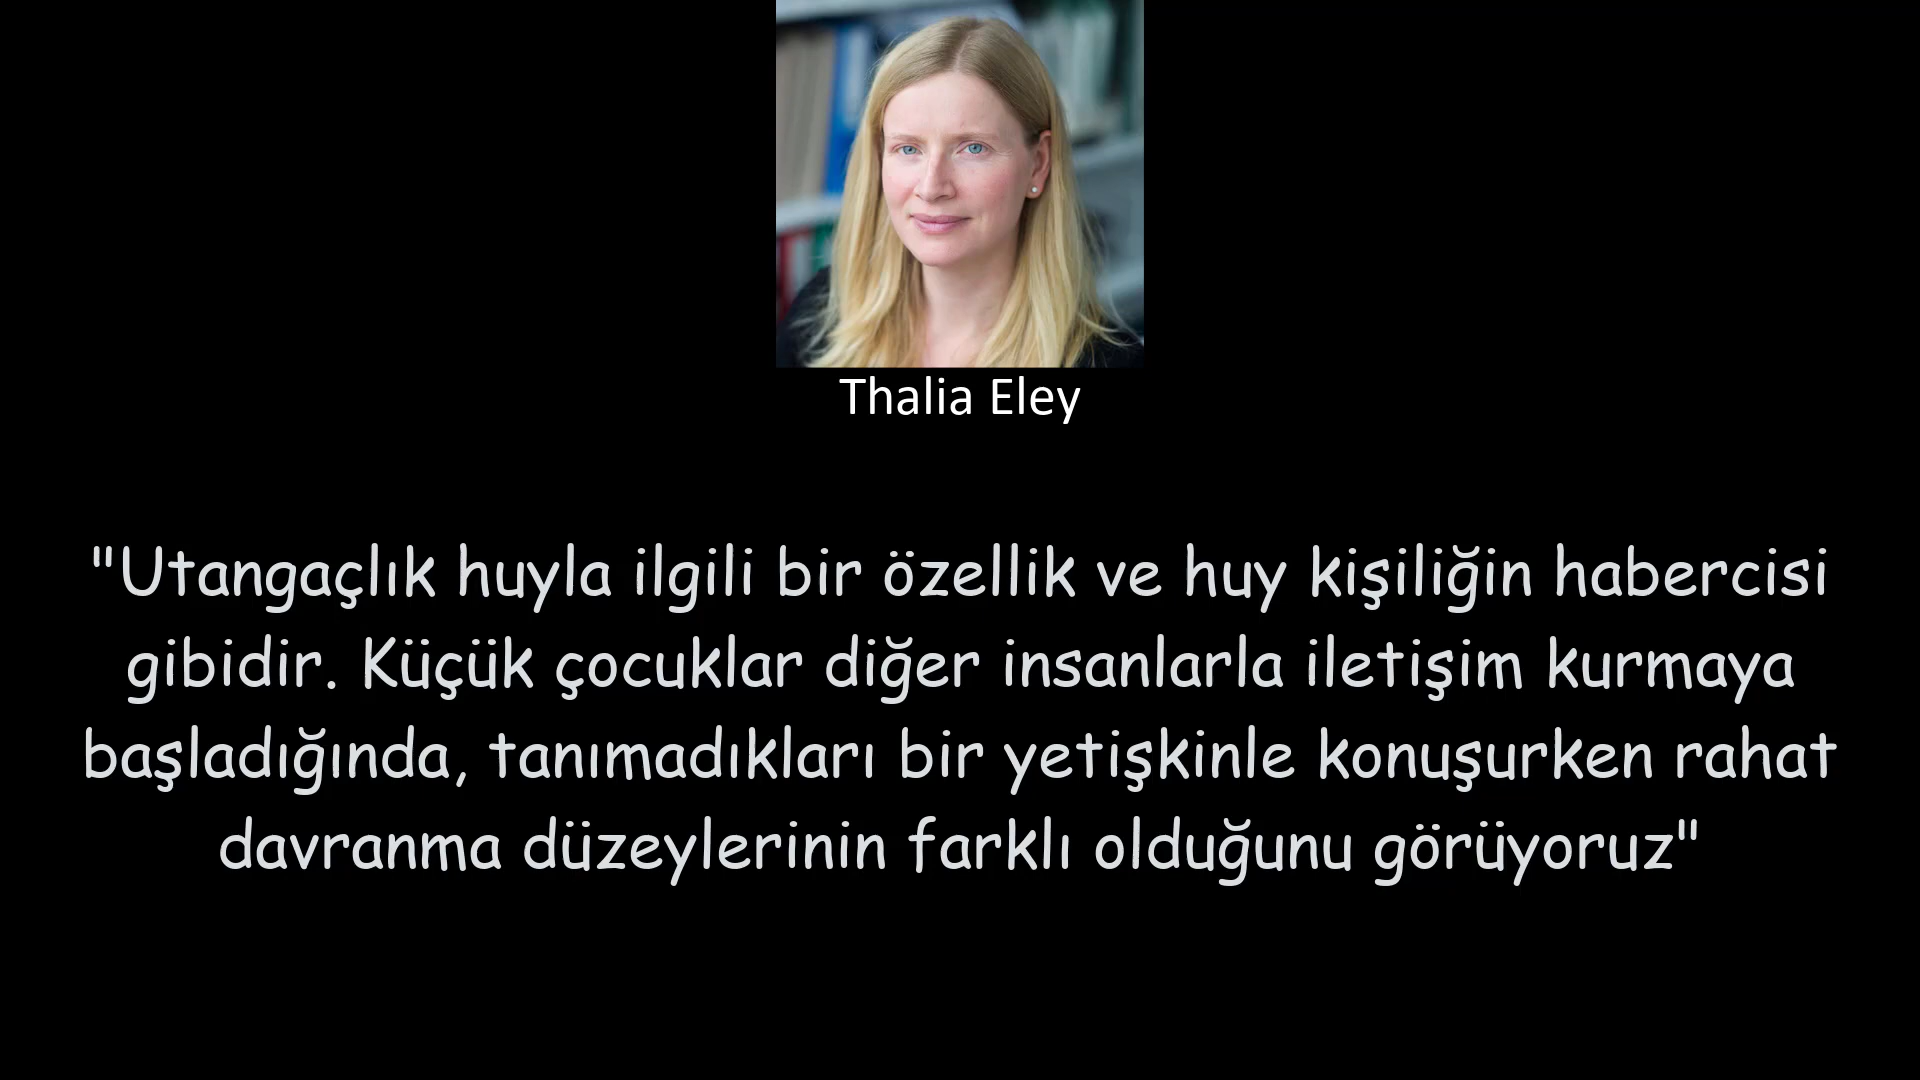 Thalia Eley
"Utangaçlık huyla ilgili bir özellik ve huy kişiliğin habercisi
gibidir. Küçük çocuklar diğer insanlarla iletişim kurmaya
başladığında, tanımadıkları bir yetişkinle konuşurken rahat
davranma düzeylerinin farklı olduğunu görüyoruz"